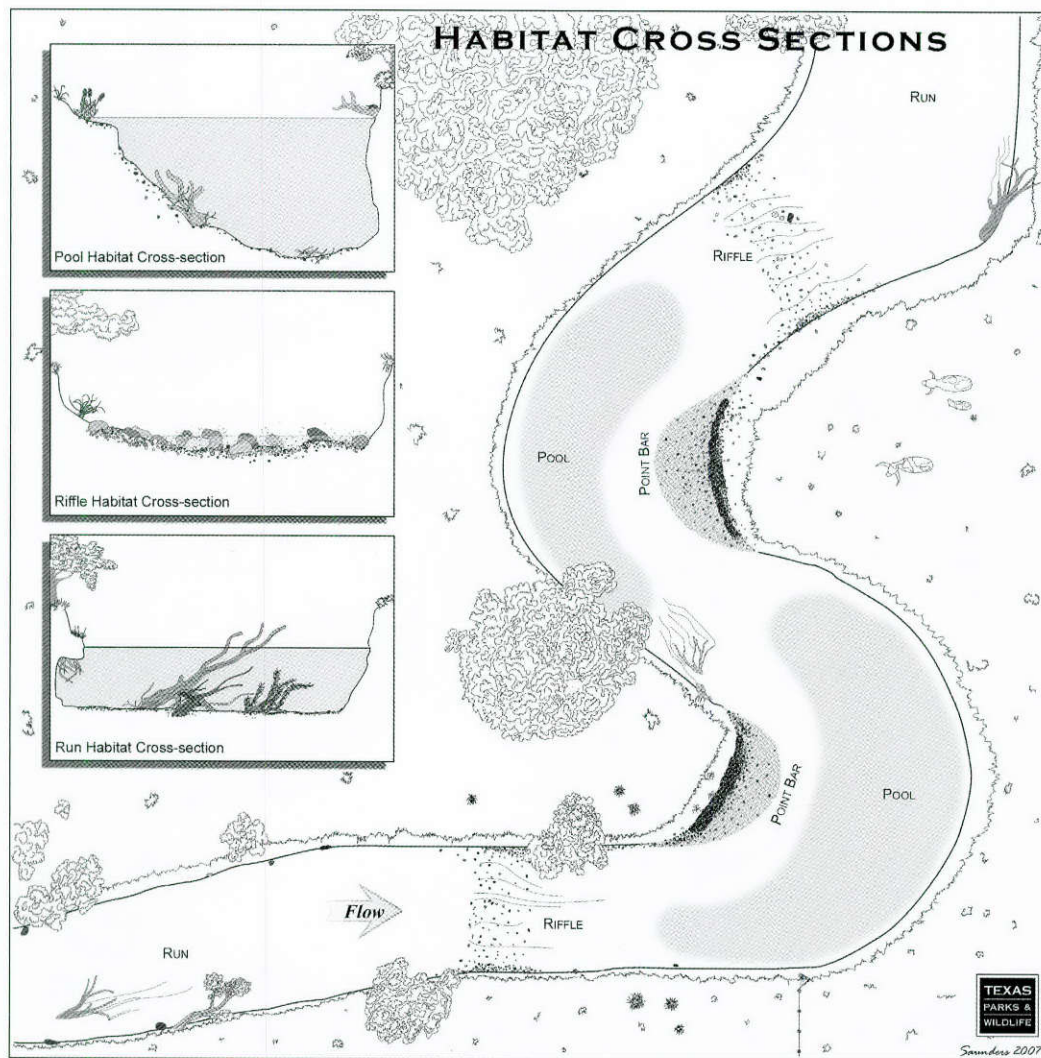 HABITAT CROSS SECTIONS
Pool Habitat Cross-section
Riffle Habitat Cross-section
Run Habitat Cross-section
RUN
RIFFLE
POOL
POINT BAR
POINT BAR
POOL
Flow
RIFFLE
RUN
TEXAS
PARKS &
WILDLIFE
Saunders 2007